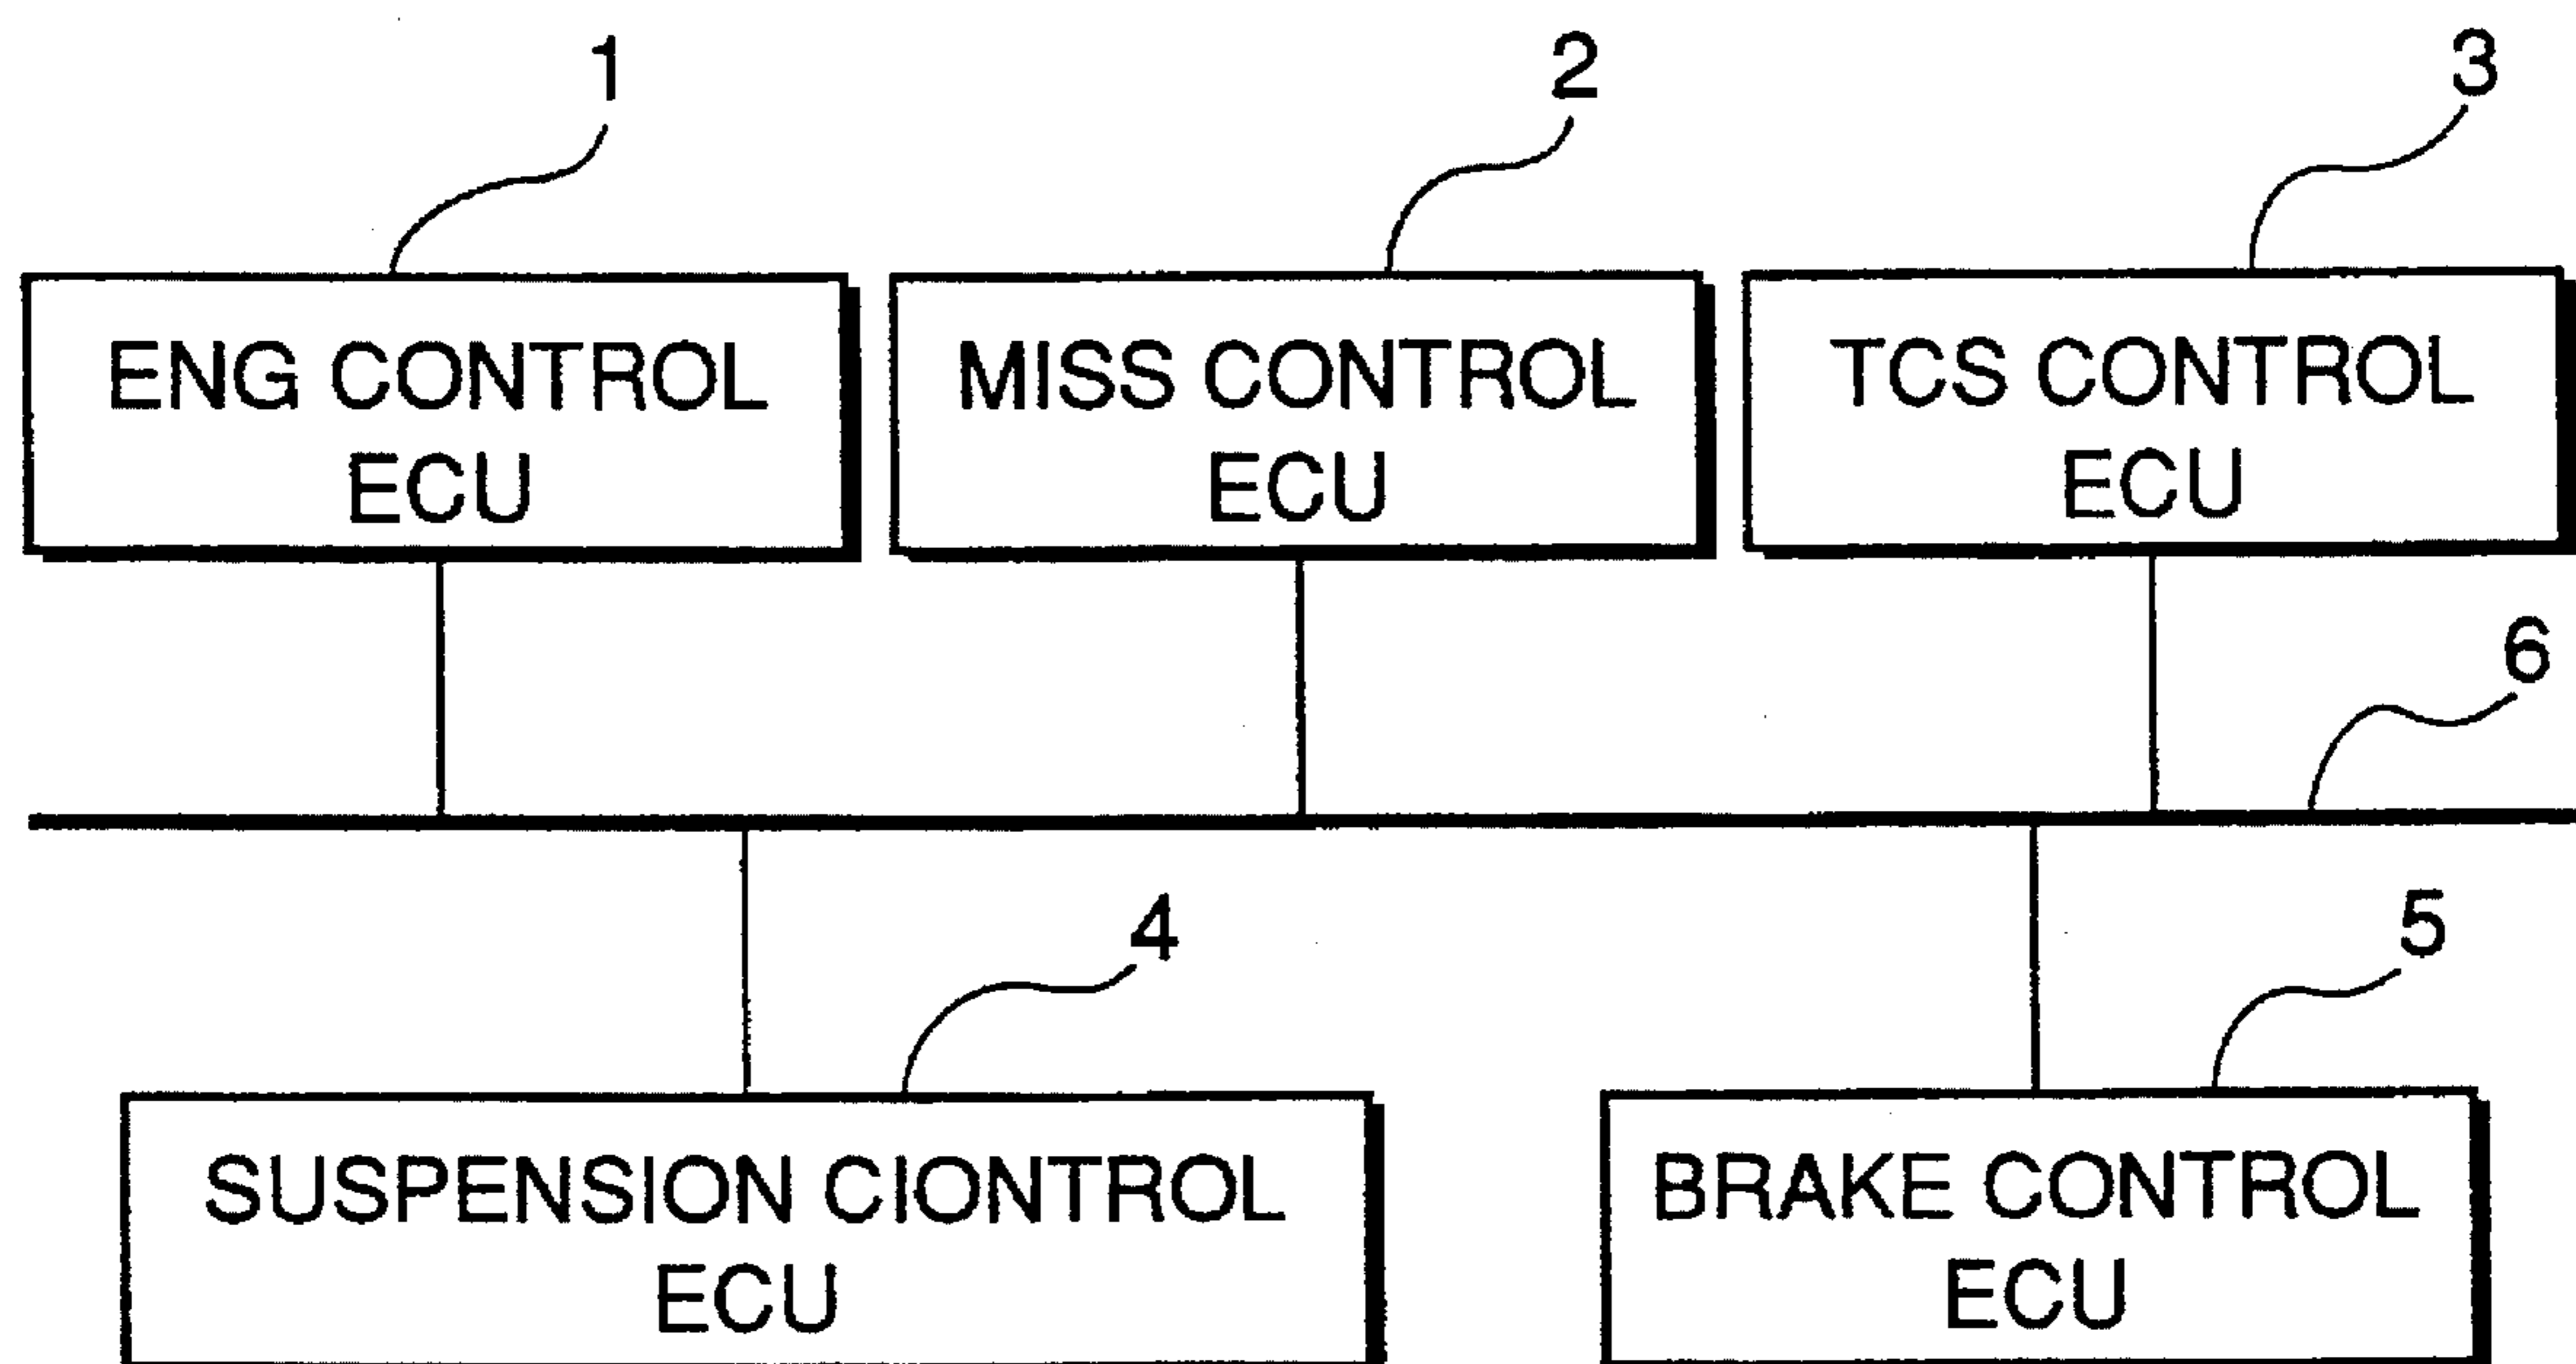 1
2
3
ENG CONTROL
ECU
MISS CONTROL
ECU
TCS CONTROL
ECU
6
4
5
SUSPENSION CIONTROL
ECU
BRAKE CONTROL
ECU